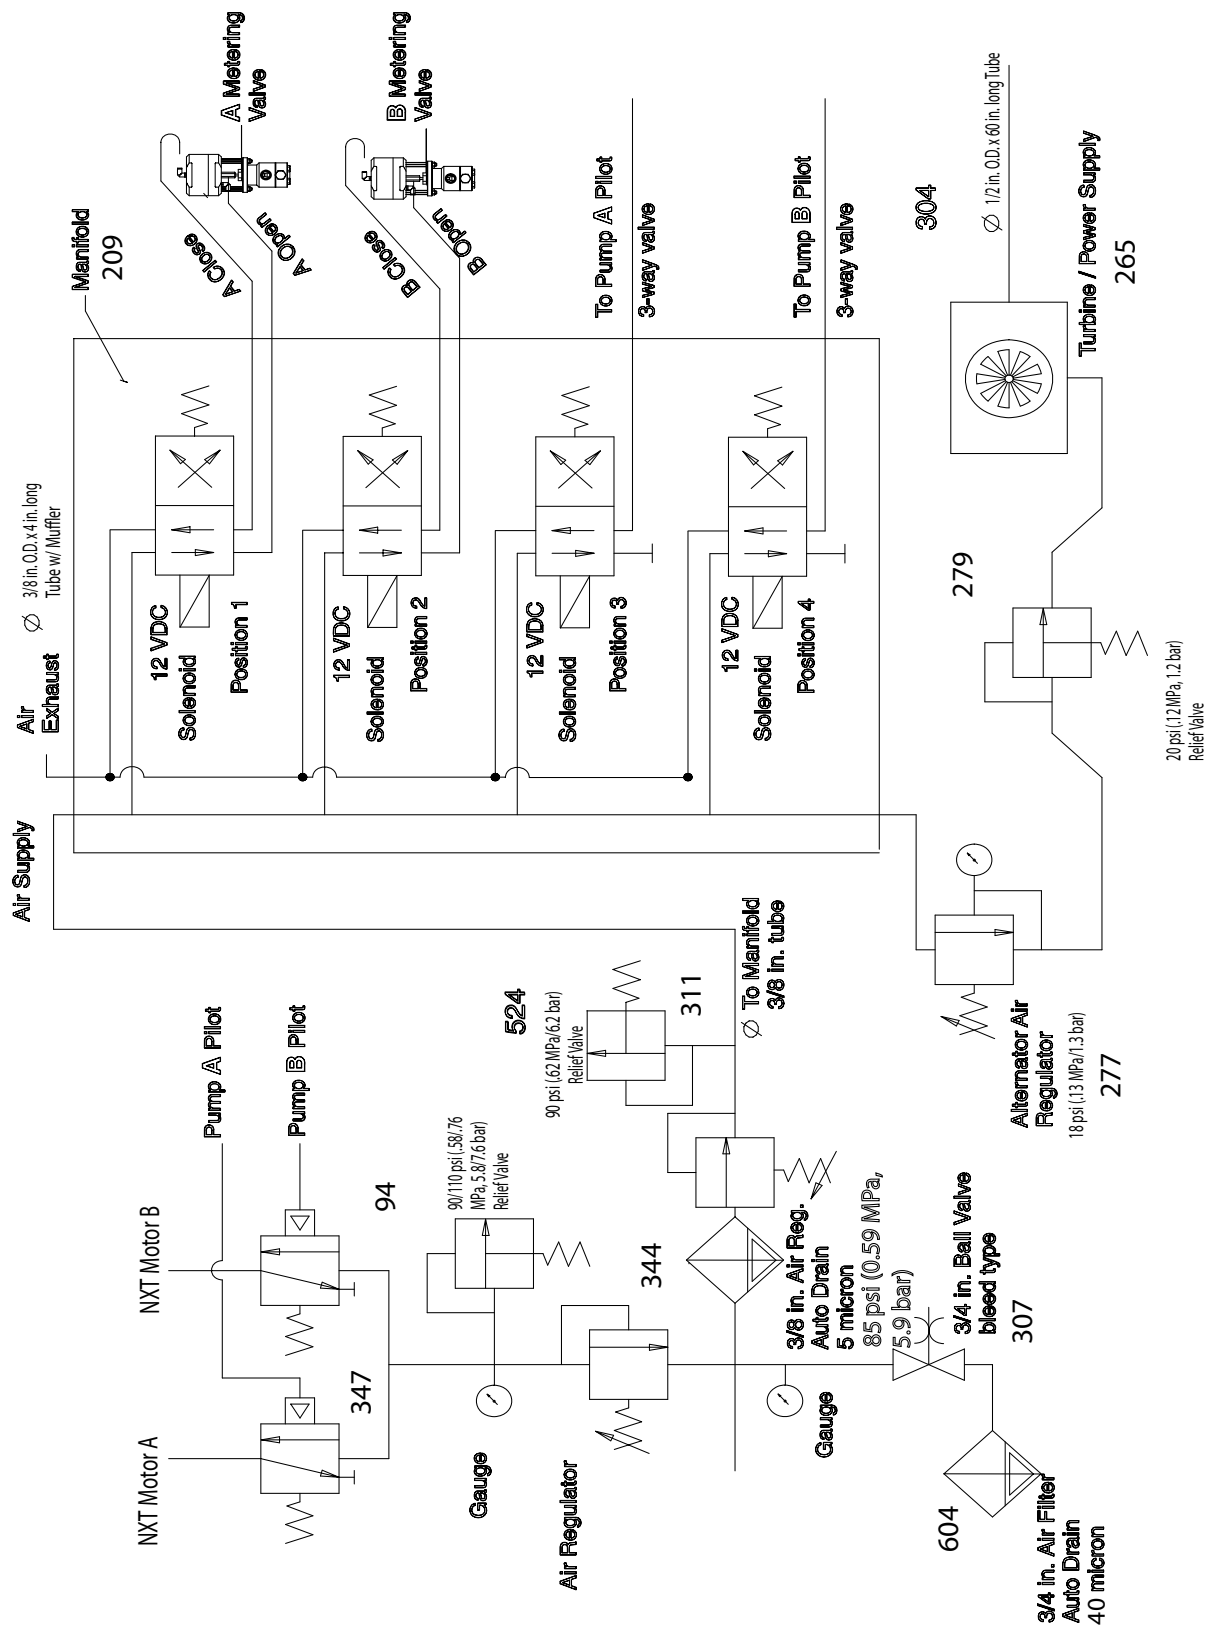 3/4 in. Air Filter
Auto Drain
40 micron
604
3/4 in. Ball Valve
bleed type
307
Gauge
Air Regulator
3/8 in. Air Reg.
Auto Drain
5 micron
85 psi (0.59 MPa,
5.9 bar)
344
Gauge
90/110 psi (.58/.76
MPa, 5.8/7.6 bar)
Relief Valve
NXT Motor A
347
NXT Motor B
94
Pump A Pilot
Pump B Pilot
524
90 psi (.62 MPa/6.2 bar)
Relief Valve
311
Ø To Manifold
3/8 in. tube
Alternator Air
Regulator
18 psi (.13 MPa/1.3 bar)
277
Air Supply
Air
Exhaust
Ø 3/8 in. O.D. x 4 in. long
Tube w/ Muffler
12 VDC
Solenoid
Position 1
12 VDC
Solenoid
Position 2
12 VDC
Solenoid
Position 3
12 VDC
Solenoid
Position 4
20 psi (.12 MPa, 1.2 bar)
Relief Valve
279
Manifold
209
A Close
A Open
A Metering
Valve
B Close
B Open
B Metering
Valve
To Pump A Pilot
3-way valve
To Pump B Pilot
3-way valve
304
Ø 1/2 in. O.D. x 60 in. long Tube
Turbine / Power Supply
265